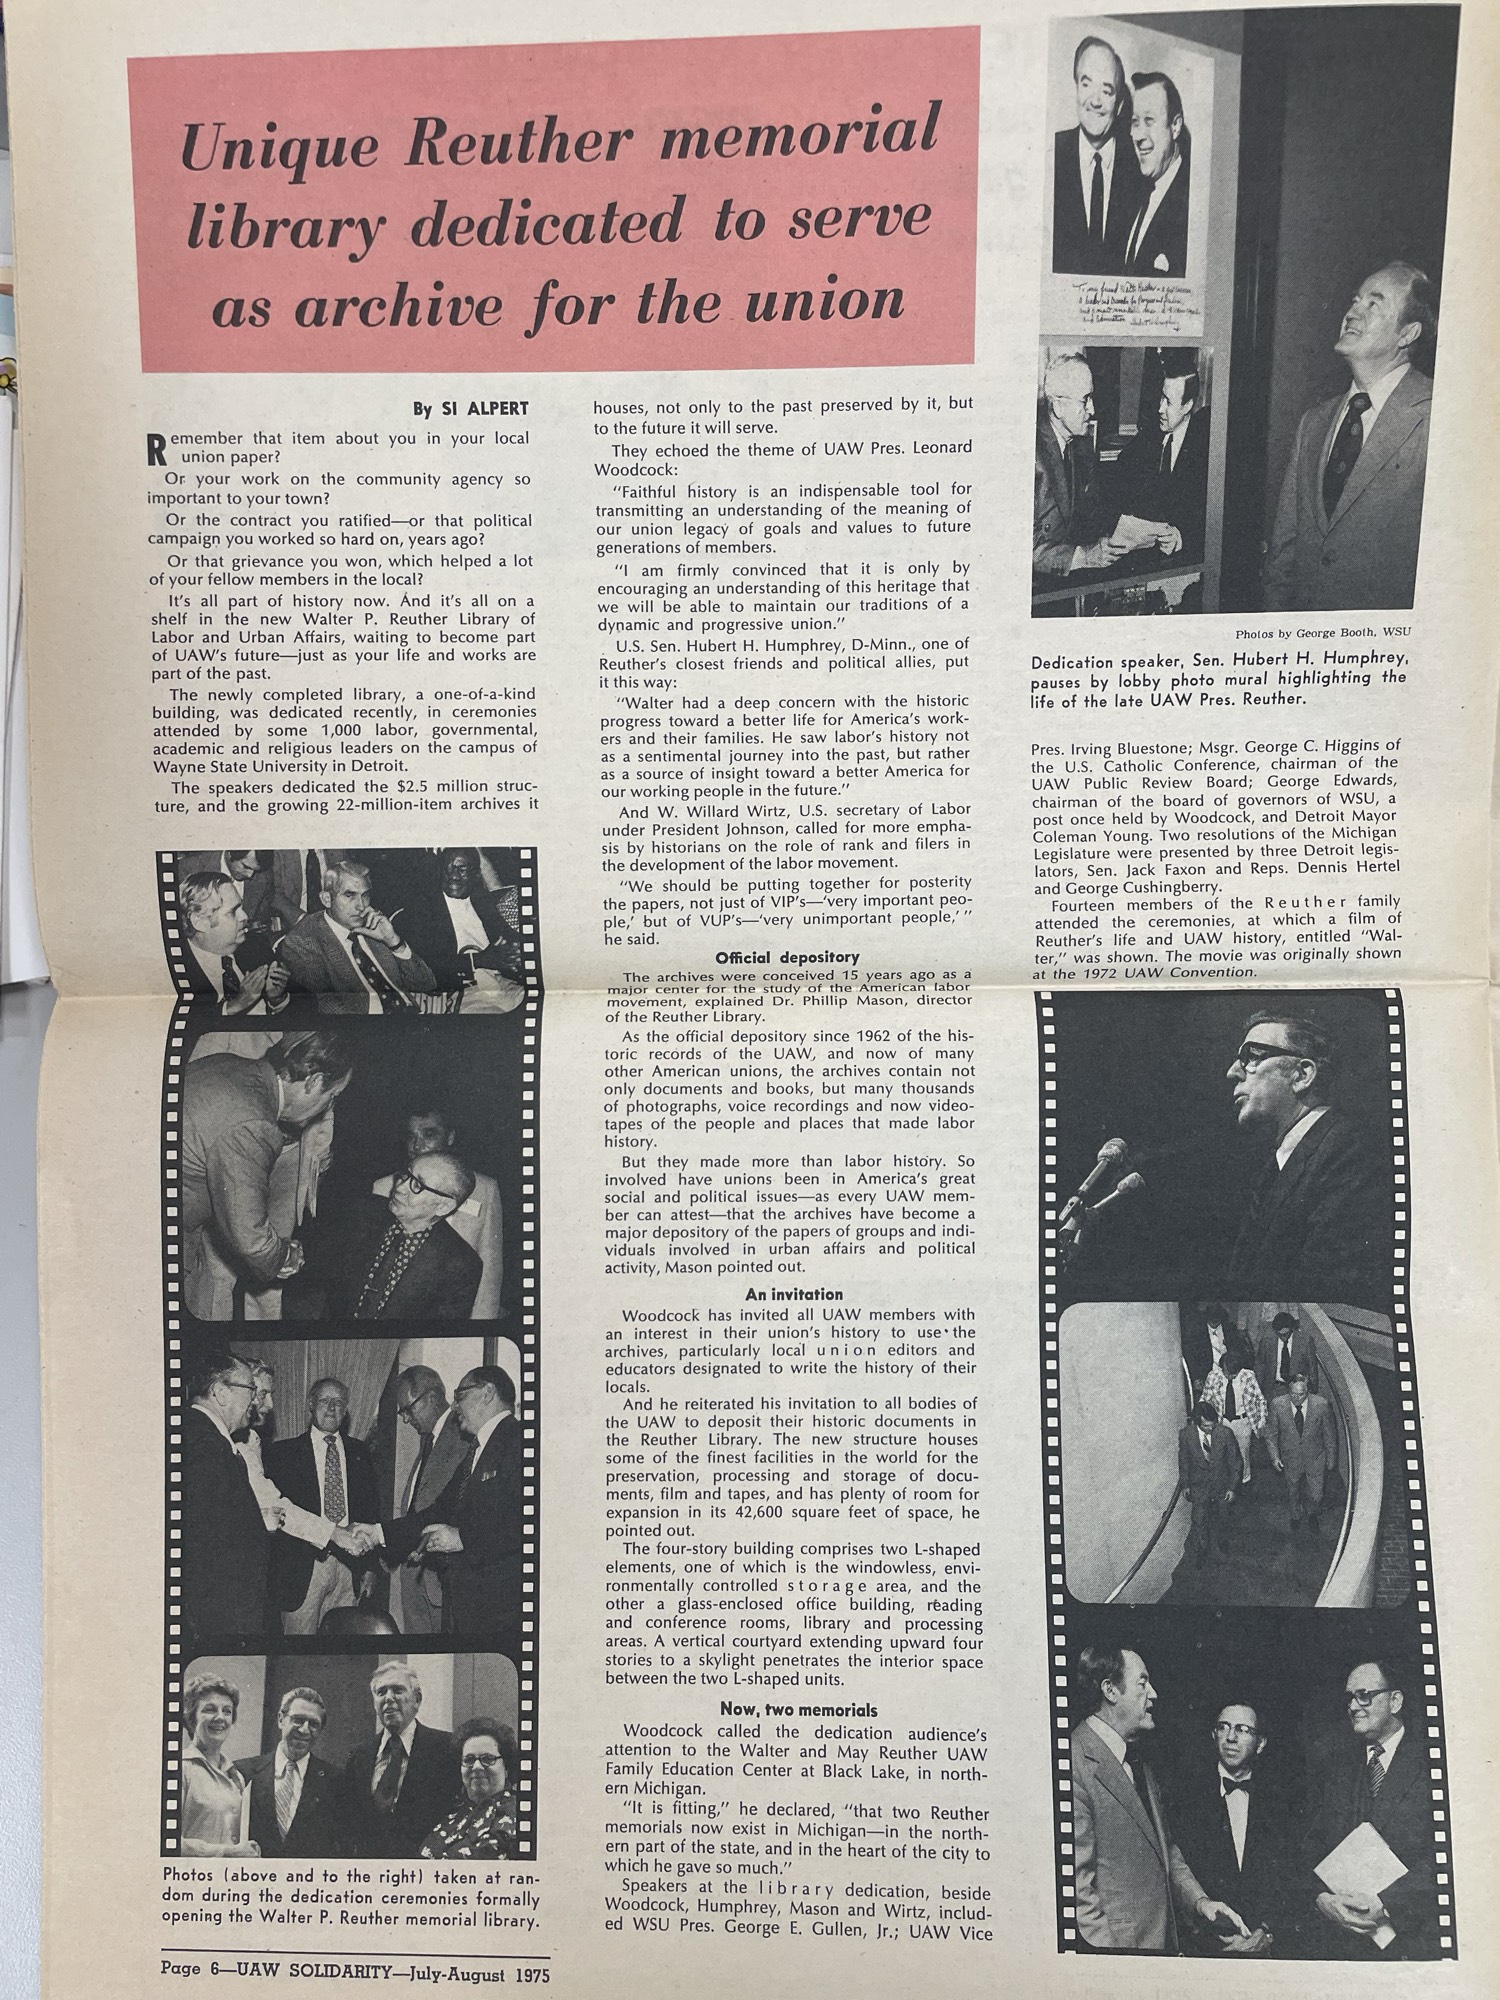 Unique Reuther memorial
library dedicated to serve
as archive for the union
By SI ALPERT
Remember that item about you in your local
union paper?
Or your work on the community agency so
important to your town?
Or the contract you ratified—or that political
campaign you worked so hard on, years ago?
Or that grievance you won, which helped a lot
of your fellow members in the local?
It's all part of history now. And it's all on a
shelf in the new Walter P. Reuther Library of
Labor and Urban Affairs, waiting to become part
of UAW's future—just as your life and works are
part of the past.
The newly completed library, a one-of-a-kind
building, was dedicated recently, in ceremonies
attended by some 1,000 labor, governmental,
academic and religious leaders on the campus of
Wayne State University in Detroit.
The speakers dedicated the $2.5 million struc-
ture, and the growing 22-million-item archives it
Photos (above and to the right) taken at ran-
dom during the dedication ceremonies formally
opening the Walter P. Reuther memorial library.
Page 6—UAW SOLIDARITY—July-August 1975
houses, not only to the past preserved by it, but
to the future it will serve.
They echoed the theme of UAW Pres. Leonard
Woodcock:
"Faithful history is an indispensable tool for
transmitting an understanding of the meaning of
our union legacy of goals and values to future
generations of members.
"I am firmly convinced that it is only by
encouraging an understanding of this heritage that
we will be able to maintain our traditions of a
dynamic and progressive union."
U.S. Sen. Hubert H. Humphrey, D-Minn., one of
Reuther's closest friends and political allies, put
it this way:
"Walter had a deep concern with the historic
progress toward a better life for America's work-
ers and their families. He saw labor's history not
as a sentimental journey into the past, but rather
as a source of insight toward a better America for
our working people in the future."
And W. Willard Wirtz, U.S. secretary of Labor
under President Johnson, called for more empha-
sis by historians on the role of rank and filers in
the development of the labor movement.
"We should be putting together for posterity
the papers, not just of VIP's—'very important peo-
ple,' but of VUP's—'very unimportant people,' "
he said.
Official depository
The archives were conceived 15 years ago as a
major center for the study of the American labor
movement, explained Dr. Phillip Mason, director
of the Reuther Library.
As the official depository since 1962 of the his-
toric records of the UAW, and now of many
other American unions, the archives contain not
only documents and books, but many thousands
of photographs, voice recordings and now video-
tapes of the people and places that made labor
history.
But they made more than labor history. So
involved have unions been in America's great
social and political issues—as every UAW mem-
ber can attest—that the archives have become a
major depository of the papers of groups and indi-
viduals involved in urban affairs and political
activity, Mason pointed out.
An invitation
Woodcock has invited all UAW members with
an interest in their union's history to use the
archives, particularly local union editors and
educators designated to write the history of their
locals.
And he reiterated his invitation to all bodies of
the UAW to deposit their historic documents in
the Reuther Library. The new structure houses
some of the finest facilities in the world for the
preservation, processing and storage of docu-
ments, film and tapes, and has plenty of room for
expansion in its 42,600 square feet of space, he
pointed out.
The four-story building comprises two L-shaped
elements, one of which is the windowless, envi-
ronmentally controlled storage area, and the
other a glass-enclosed office building, reading
and conference rooms, library and processing
areas. A vertical courtyard extending upward four
stories to a skylight penetrates the interior space
between the two L-shaped units.
Now, two memorials
Woodcock called the dedication audience's
attention to the Walter and May Reuther UAW
Family Education Center at Black Lake, in north-
ern Michigan.
"It is fitting," he declared, "that two Reuther
memorials now exist in Michigan—in the north-
ern part of the state, and in the heart of the city to
which he gave so much."
Speakers at the library dedication, beside
Woodcock, Humphrey, Mason and Wirtz, includ-
ed WSU Pres. George E. Gullen, Jr.; UAW Vice
Photos by George Booth, WSU
Dedication speaker, Sen. Hubert H. Humphrey,
pauses by lobby photo mural highlighting the
life of the late UAW Pres. Reuther.
Pres. Irving Bluestone; Msgr. George C. Higgins of
the U.S. Catholic Conference, chairman of the
UAW Public Review Board; George Edwards,
chairman of the board of governors of WSU, a
post once held by Woodcock, and Detroit Mayor
Coleman Young. Two resolutions of the Michigan
Legislature were presented by three Detroit legis-
lators, Sen. Jack Faxon and Reps. Dennis Hertel
and George Cushingberry.
Fourteen members of the Reuther family
attended the ceremonies, at which a film of
Reuther's life and UAW history, entitled "Wal-
ter," was shown. The movie was originally shown
at the 1972 UAW Convention.